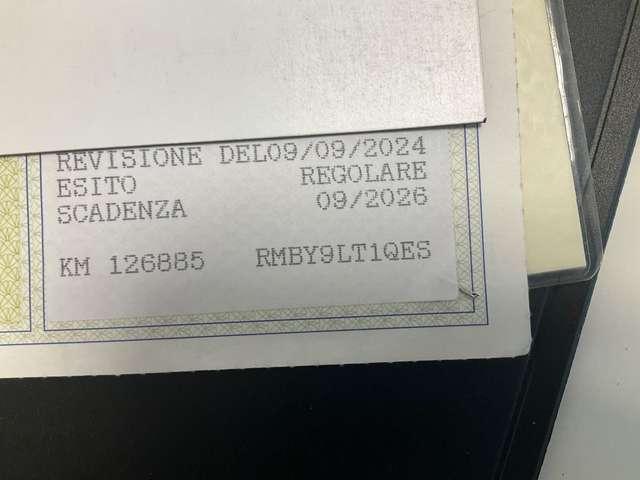 REVISIONE DEL09/09/2024
ESITO REGOLARE
SCADENZA 09/2026
KM 126885 RMBY9LT1QES